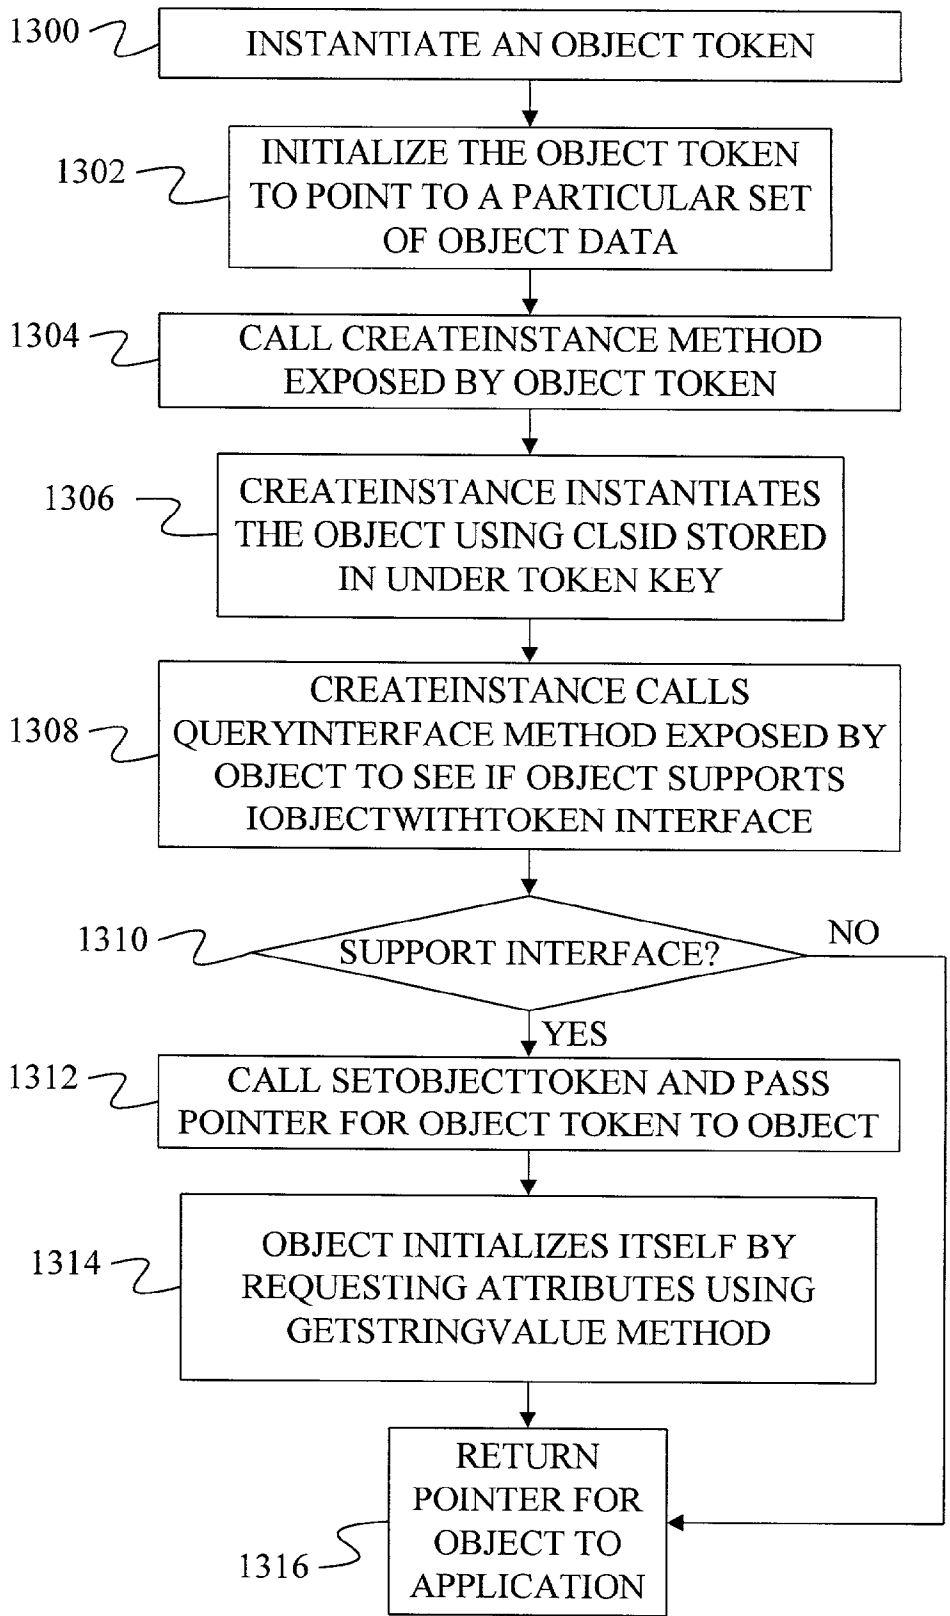 1300
INSTANTIATE AN OBJECT TOKEN
1302
INITIALIZE THE OBJECT TOKEN
TO POINT TO A PARTICULAR SET
OF OBJECT DATA
1304
CALL CREATEINSTANCE METHOD
EXPOSED BY OBJECT TOKEN
1306
CREATEINSTANCE INSTANTIATES
THE OBJECT USING CLSID STORED
IN UNDER TOKEN KEY
1308
CREATEINSTANCE CALLS
QUERYINTERFACE METHOD EXPOSED BY
OBJECT TO SEE IF OBJECT SUPPORTS
IOBJECTWITHTOKEN INTERFACE
1310
SUPPORT INTERFACE?
NO
YES
1312
CALL SETOBJECTTOKEN AND PASS
POINTER FOR OBJECT TOKEN TO OBJECT
1314
OBJECT INITIALIZES ITSELF BY
REQUESTING ATTRIBUTES USING
GETSTRINGVALUE METHOD
1316
RETURN
POINTER FOR
OBJECT TO
APPLICATION